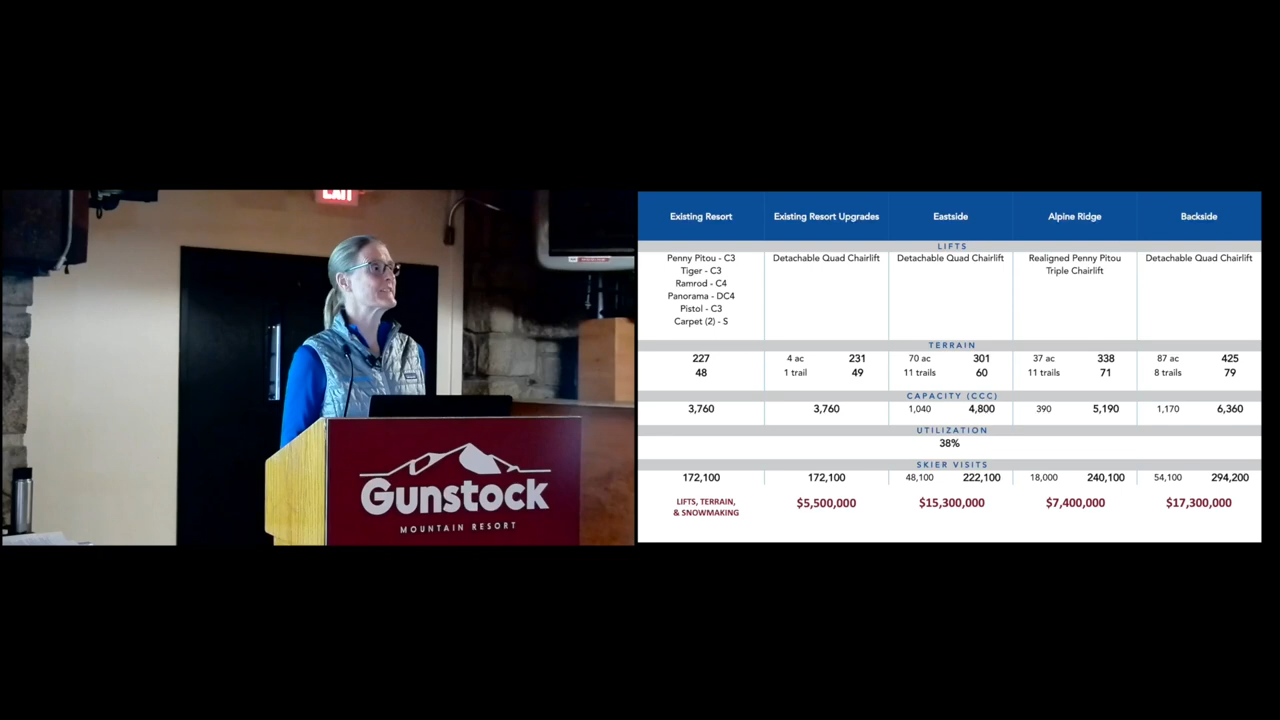 EXIT
Gunstock
MOUNTAIN RESORT
Existing Resort Existing Resort Upgrades Eastside Alpine Ridge Backside
LIFTS
Penny Pitou - C3 Detachable Quad Chairlift Detachable Quad Chairlift Realigned Penny Pitou Detachable Quad Chairlift
Tiger - C3 Triple Chairlift
Ramrod - C4
Panorama - DC4
Pistol - C3
Carpet (2) - S
TERRAIN
227 4 ac 231 70 ac 301 37 ac 338 87 ac 425
48 1 trail 49 11 trails 60 11 trails 71 8 trails 79
CAPACITY (CCC)
3,760 3,760 1,040 4,800 390 5,190 1,170 6,360
UTILIZATION
38%
SKIER VISITS
172,100 172,100 48,100 222,100 18,000 240,100 54,100 294,200
LIFTS, TERRAIN, $5,500,000 $15,300,000 $7,400,000 $17,300,000
& SNOWMAKING